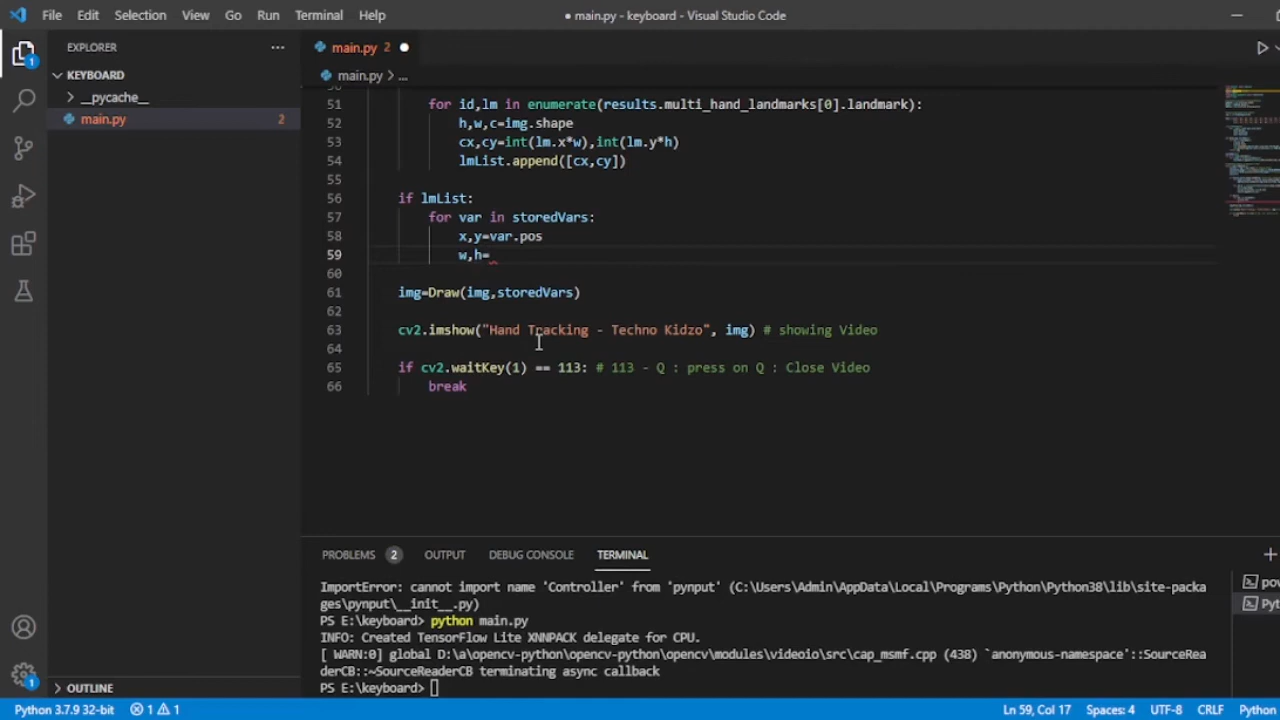 File Edit Selection View Go Run Terminal Help
● main.py - keyboard - Visual Studio Code
EXPLORER
KEYBOARD
__pycache__
main.py 2
OUTLINE
main.py 2
main.py > ...
51 for id,lm in enumerate(results.multi_hand_landmarks[0].landmark):
52 h,w,c=img.shape
53 cx,cy=int(lm.x*w),int(lm.y*h)
54 lmList.append([cx,cy])
55
56 if lmList:
57 for var in storedVars:
58 x,y=var.pos
59 w,h=
60
61 img=Draw(img,storedVars)
62
63 cv2.imshow("Hand Tracking - Techno Kidzo", img) # showing Video
64
65 if cv2.waitKey(1) == 113: # 113 - Q : press on Q : Close Video
66 break
PROBLEMS 2 OUTPUT DEBUG CONSOLE TERMINAL
ImportError: cannot import name 'Controller' from 'pynput' (C:\Users\Admin\AppData\Local\Programs\Python\Python38\lib\site-packa
ges\pynput\__init__.py)
PS E:\keyboard> python main.py
INFO: Created TensorFlow Lite XNNPACK delegate for CPU.
[ WARN:0] global D:\a\opencv-python\opencv-python\opencv\modules\videoio\src\cap_msmf.cpp (438) `anonymous-namespace'::SourceRea
derCB::~SourceReaderCB terminating async callback
PS E:\keyboard>
Python 3.7.9 32-bit 1 1
Ln 59, Col 17 Spaces: 4 UTF-8 CRLF Python